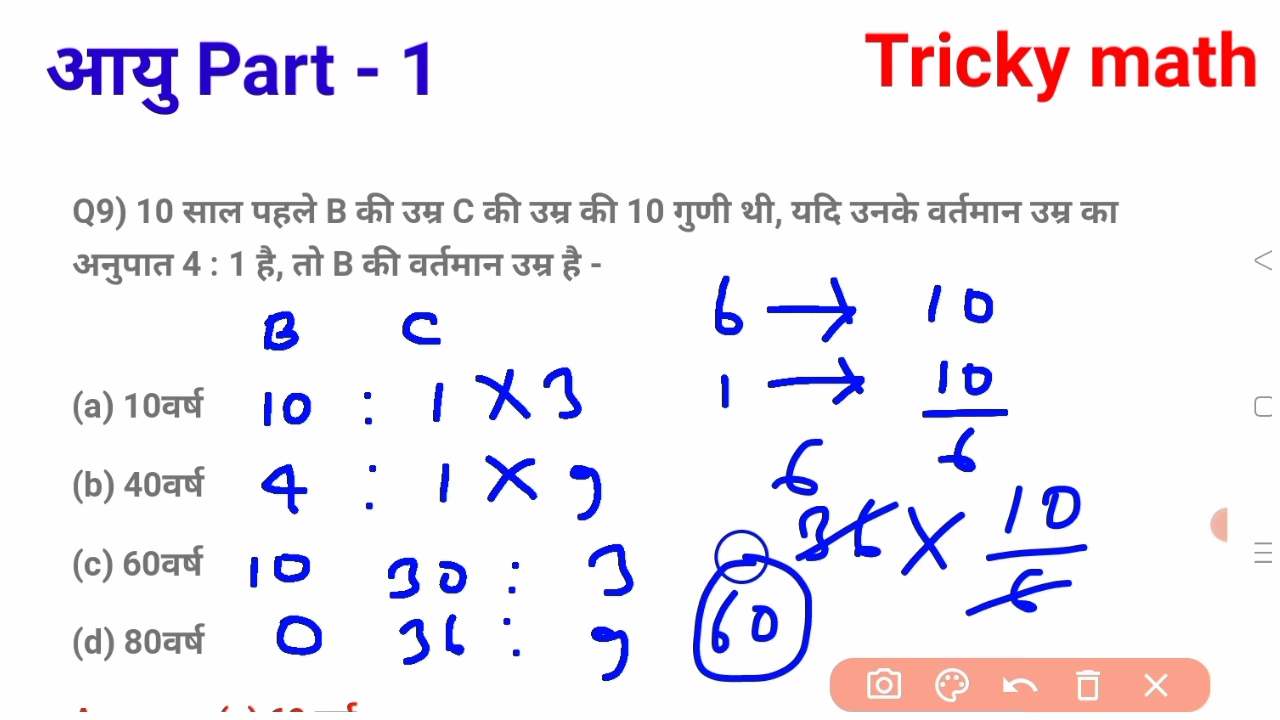 आयु Part - 1
Tricky math
Q9) 10 साल पहले B की उम्र C की उम्र की 10 गुणी थी, यदि उनके वर्तमान उम्र का
अनुपात 4 : 1 है, तो B की वर्तमान उम्र है -
B C
(a) 10वर्ष 10 : 1 X 3
(b) 40वर्ष 4 : 1 X 9
(c) 60वर्ष 10 30 : 3
(d) 80वर्ष 0 36 : 9
6 → 10
1 → 10
6
6
36 X 10
6
60